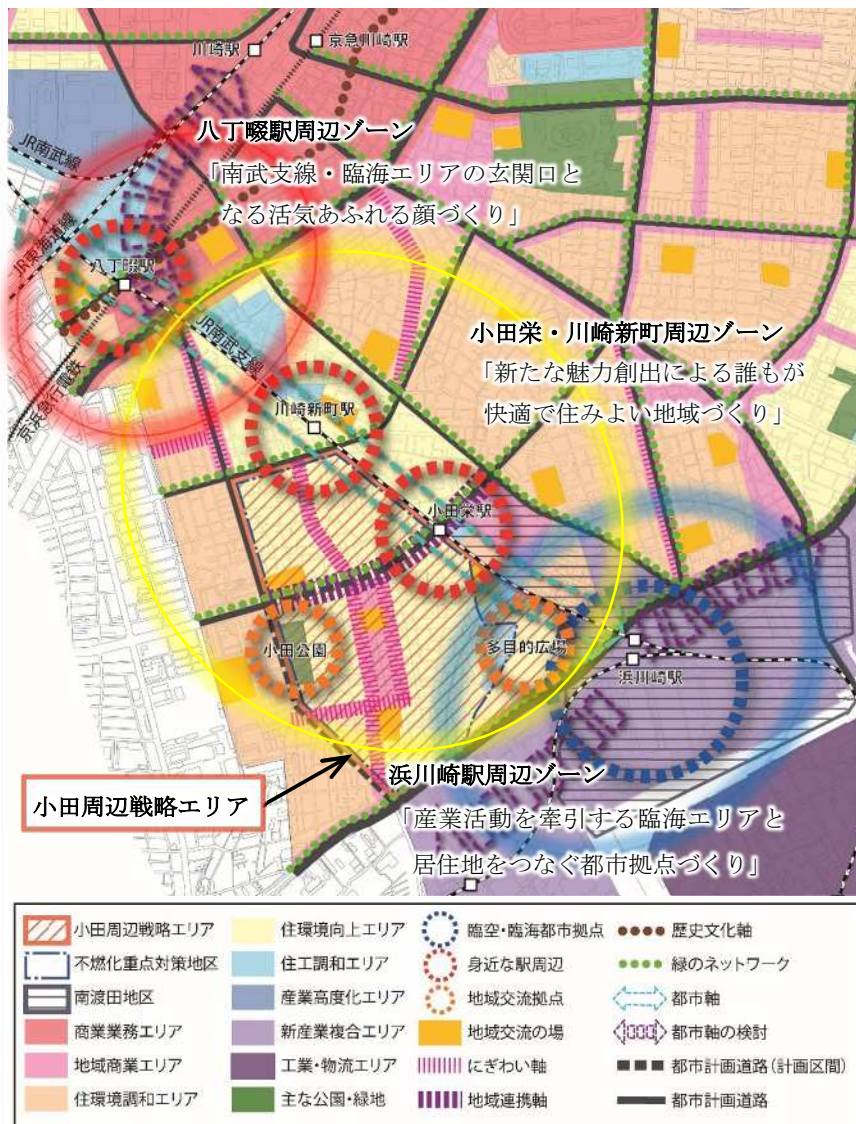 川崎駅
京急川崎駅
八丁畷駅周辺ゾーン
JR南武線
「南武支線・臨海エリアの玄関口と
なる活気あふれる顔づくり」
JR東海道線
八丁畷駅
JR南武支線
小田栄・川崎新町周辺ゾーン
「新たな魅力創出による誰もが
快適で住みよい地域づくり」
京浜急行電鉄
川崎新町駅
小田栄駅
小田公園
多目的広場
浜川崎駅
浜川崎駅周辺ゾーン
小田周辺戦略エリア
「産業活動を牽引する臨海エリアと
居住地をつなぐ都市拠点づくり」
小田周辺戦略エリア
住環境向上エリア
臨空・臨海都市拠点
歴史文化軸
不燃化重点対策地区
住工調和エリア
身近な駅周辺
緑のネットワーク
南渡田地区
産業高度化エリア
地域交流拠点
都市軸
商業業務エリア
新産業複合エリア
地域交流の場
都市軸の検討
地域商業エリア
工業・物流エリア
にぎわい軸
都市計画道路(計画区間)
住環境調和エリア
主な公園・緑地
地域連携軸
都市計画道路